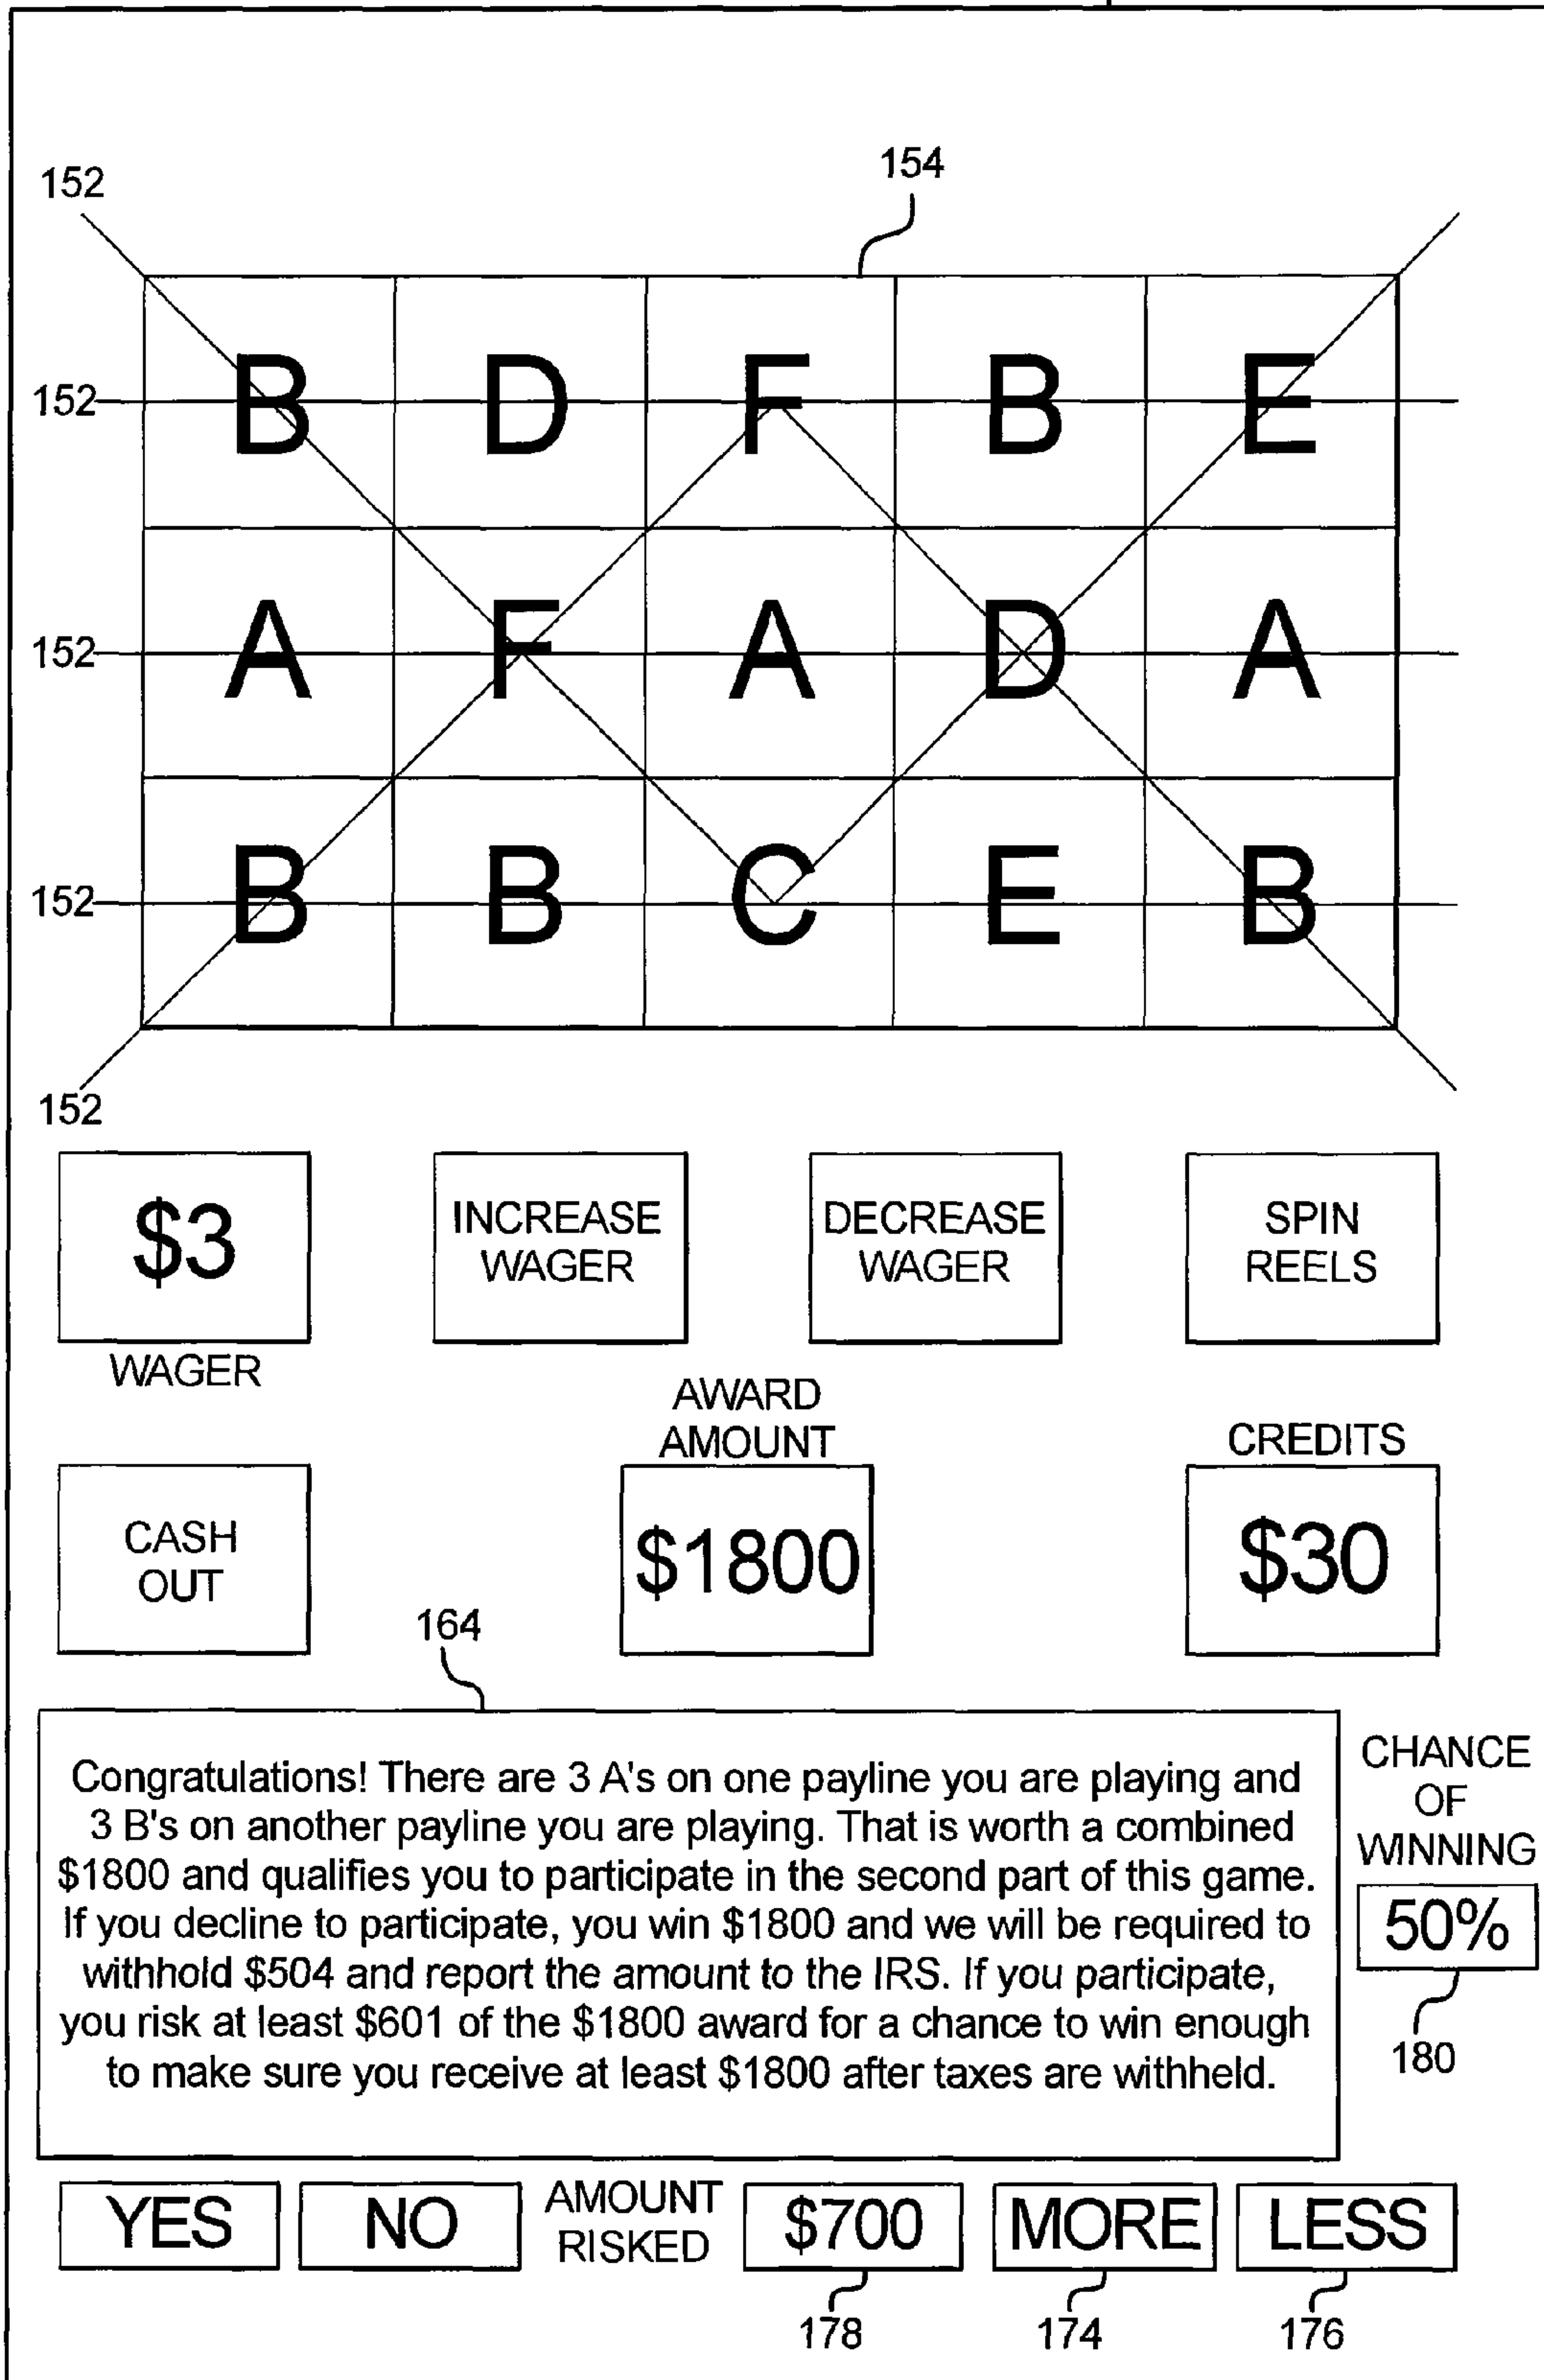 154
152
152 B D F B E
152 A F A D A
152 B B C E B
152
$3
INCREASE
WAGER
DECREASE
WAGER
SPIN
REELS
WAGER
AWARD
AMOUNT
CREDITS
CASH
OUT
$1800
$30
164
Congratulations! There are 3 A's on one payline you are playing and
3 B's on another payline you are playing. That is worth a combined
$1800 and qualifies you to participate in the second part of this game.
If you decline to participate, you win $1800 and we will be required to
withhold $504 and report the amount to the IRS. If you participate,
you risk at least $601 of the $1800 award for a chance to win enough
to make sure you receive at least $1800 after taxes are withheld.
CHANCE
OF
WINNING
50%
180
YES
NO
AMOUNT
RISKED
$700
MORE
LESS
178
174
176